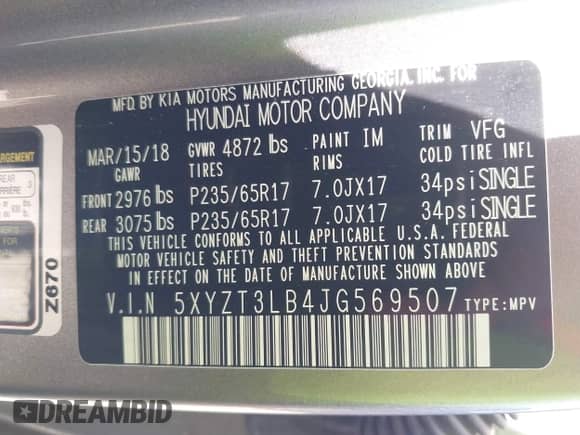 MFD. BY KIA MOTORS MANUFACTURING GEORGIA, INC. FOR
HYUNDAI MOTOR COMPANY
MAR/15/18 GVWR 4872 lbs PAINT IM TRIM VFG
GAWR TIRES RIMS COLD TIRE INFL
FRONT 2976 lbs P235/65R17 7.0JX17 34psi SINGLE
REAR 3075 lbs P235/65R17 7.0JX17 34psi SINGLE
THIS VEHICLE CONFORMS TO ALL APPLICABLE U.S.A. FEDERAL
MOTOR VEHICLE SAFETY AND THEFT PREVENTION STANDARDS
IN EFFECT ON THE DATE OF MANUFACTURE SHOWN ABOVE.
V.I.N 5XYZT3LB4JG569507 TYPE:MPV
REAR 3
Z670
DREAMBID